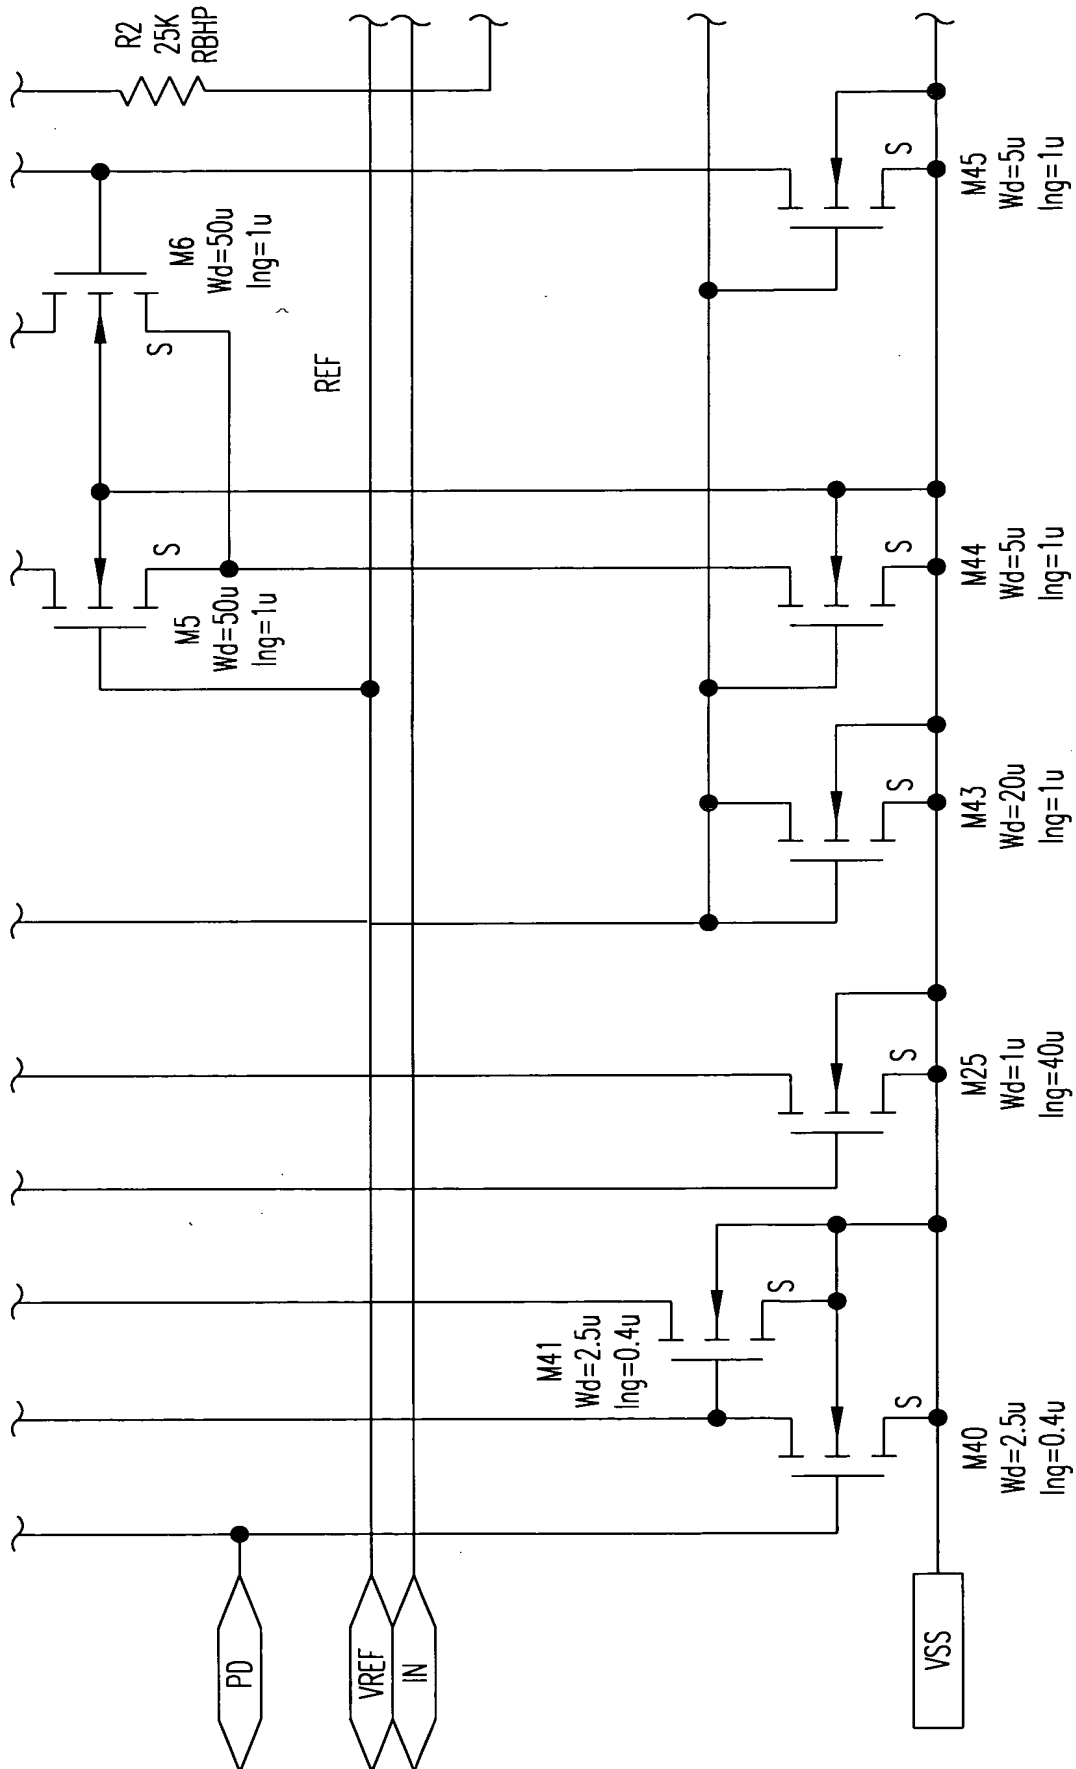 R2
25K
RBHP
M6
Wd=50u
lng=1u
S
REF
S
M5
Wd=50u
lng=1u
S
M45
Wd=5u
lng=1u
S
M44
Wd=5u
lng=1u
S
M43
Wd=20u
lng=1u
S
M25
Wd=1u
lng=40u
M41
Wd=2.5u
lng=0.4u
S
S
M40
Wd=2.5u
lng=0.4u
PD
VREF
IN
VSS